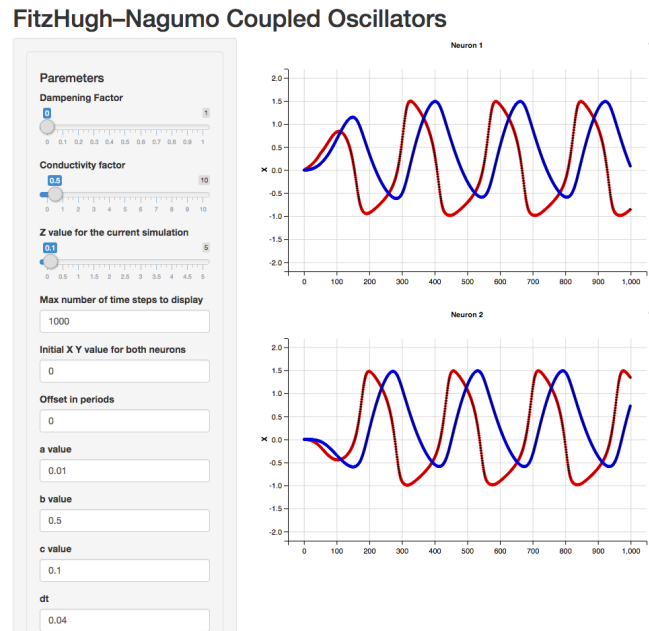 FitzHugh–Nagumo Coupled Oscillators
Paremeters
Dampening Factor
0 1
0 0.1 0.2 0.3 0.4 0.5 0.6 0.7 0.8 0.9 1
Conductivity factor
0.5 10
0 1 2 3 4 5 6 7 8 9 10
Z value for the current simulation
0.1 5
0 0.5 1 1.5 2 2.5 3 3.5 4 4.5 5
Max number of time steps to display
1000
Initial X Y value for both neurons
0
Offset in periods
0
a value
0.01
b value
0.5
c value
0.1
dt
0.04
Neuron 1
X
2.0
1.5
1.0
0.5
0.0
-0.5
-1.0
-1.5
-2.0
0 100 200 300 400 500 600 700 800 900 1,000
Neuron 2
X
2.0
1.5
1.0
0.5
0.0
-0.5
-1.0
-1.5
-2.0
0 100 200 300 400 500 600 700 800 900 1,000